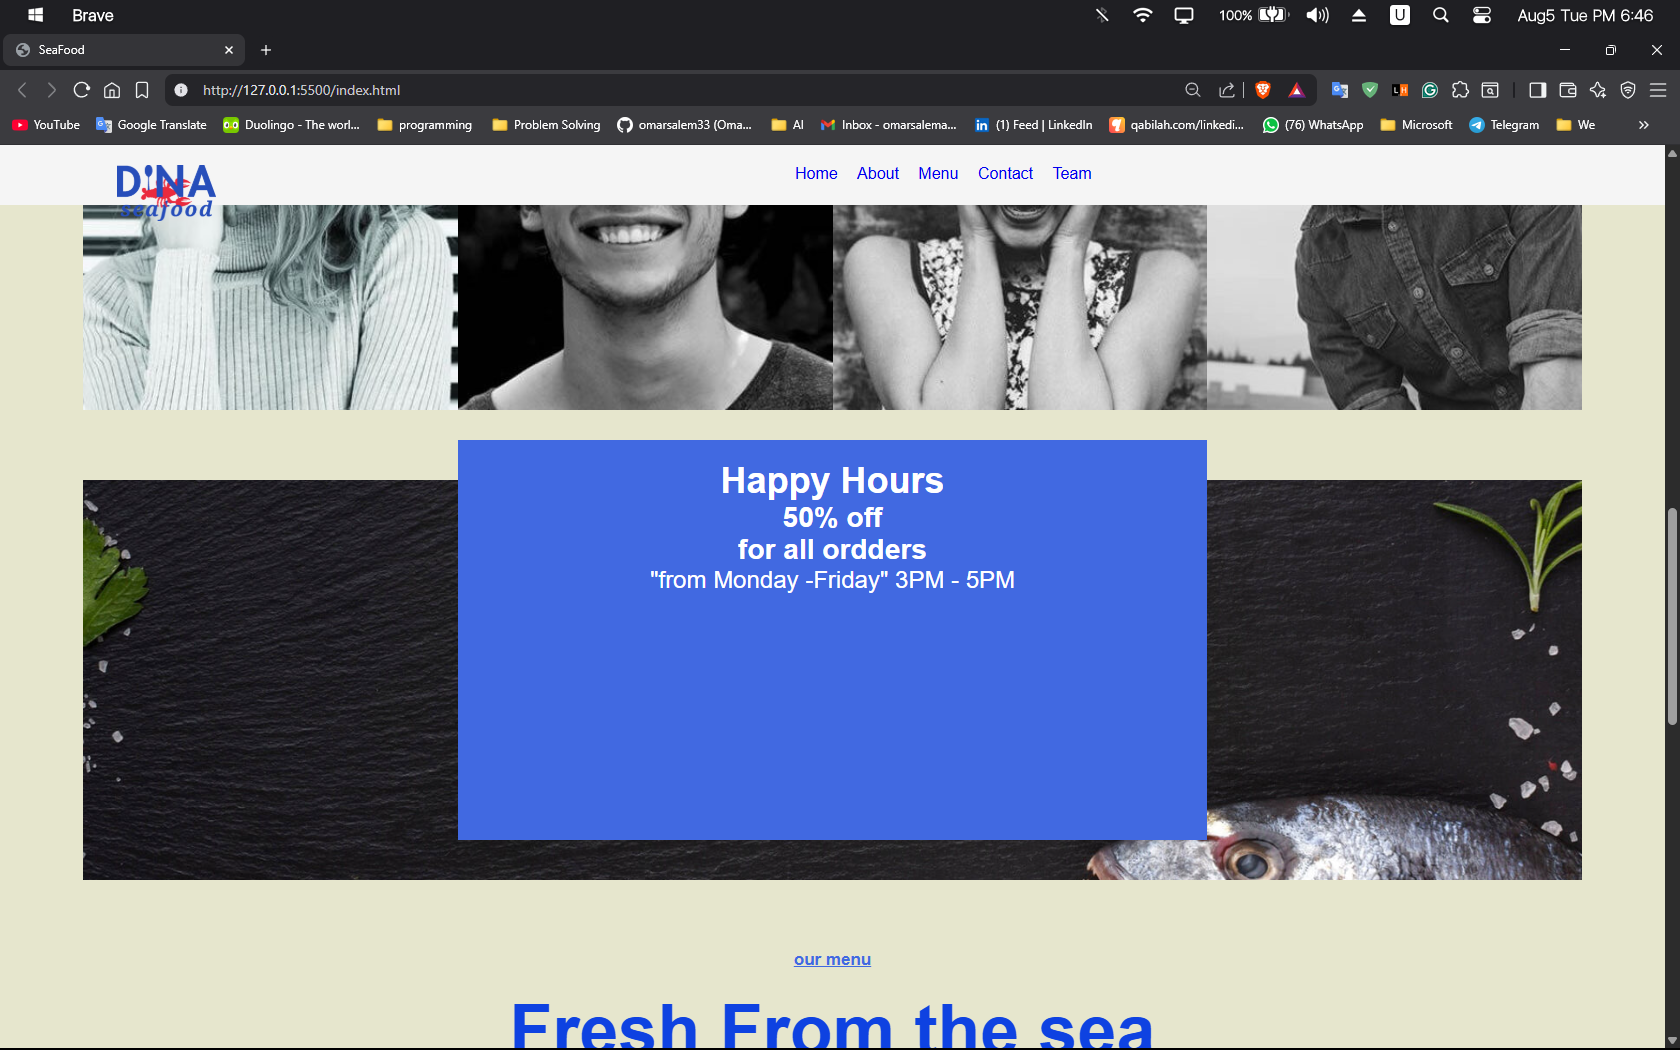 Brave
100%
U
Aug5 Tue PM 6:46
SeaFood
http://127.0.0.1:5500/index.html
LH
YouTube
Google Translate
Duolingo - The worl...
programming
Problem Solving
omarsalem33 (Oma...
AI
Inbox - omarsalema...
(1) Feed | LinkedIn
qabilah.com/linkedi...
(76) WhatsApp
Microsoft
Telegram
We
DINA
seafood
Home About Menu Contact Team
Happy Hours
50% off
for all ordders
"from Monday -Friday" 3PM - 5PM
our menu
Fresh From the sea